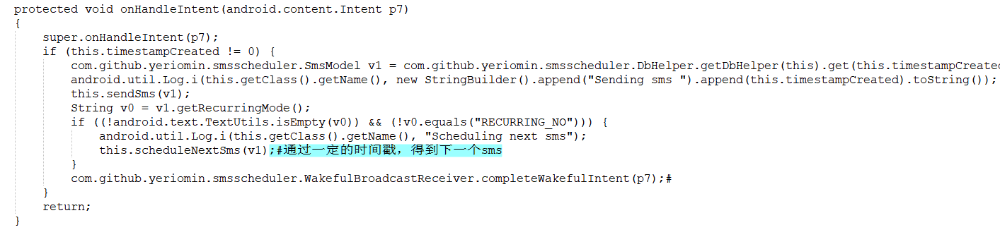 protected void onHandleIntent(android.content.Intent p7)
{
super.onHandleIntent(p7);
if (this.timestampCreated != 0) {
com.github.yeriomin.smsscheduler.SmsModel v1 = com.github.yeriomin.smsscheduler.DbHelper.getDbHelper(this).get(this.timestampCreated
android.util.Log.i(this.getClass().getName(), new StringBuilder().append("Sending sms ").append(this.timestampCreated).toString());
this.sendSms(v1);
String v0 = v1.getRecurringMode();
if ((!android.text.TextUtils.isEmpty(v0)) && (!v0.equals("RECURRING_NO"))) {
android.util.Log.i(this.getClass().getName(), "Scheduling next sms");
this.scheduleNextSms(v1);#通过一定的时间戳，得到下一个sms
}
com.github.yeriomin.smsscheduler.WakefulBroadcastReceiver.completeWakefulIntent(p7);#
}
return;
}